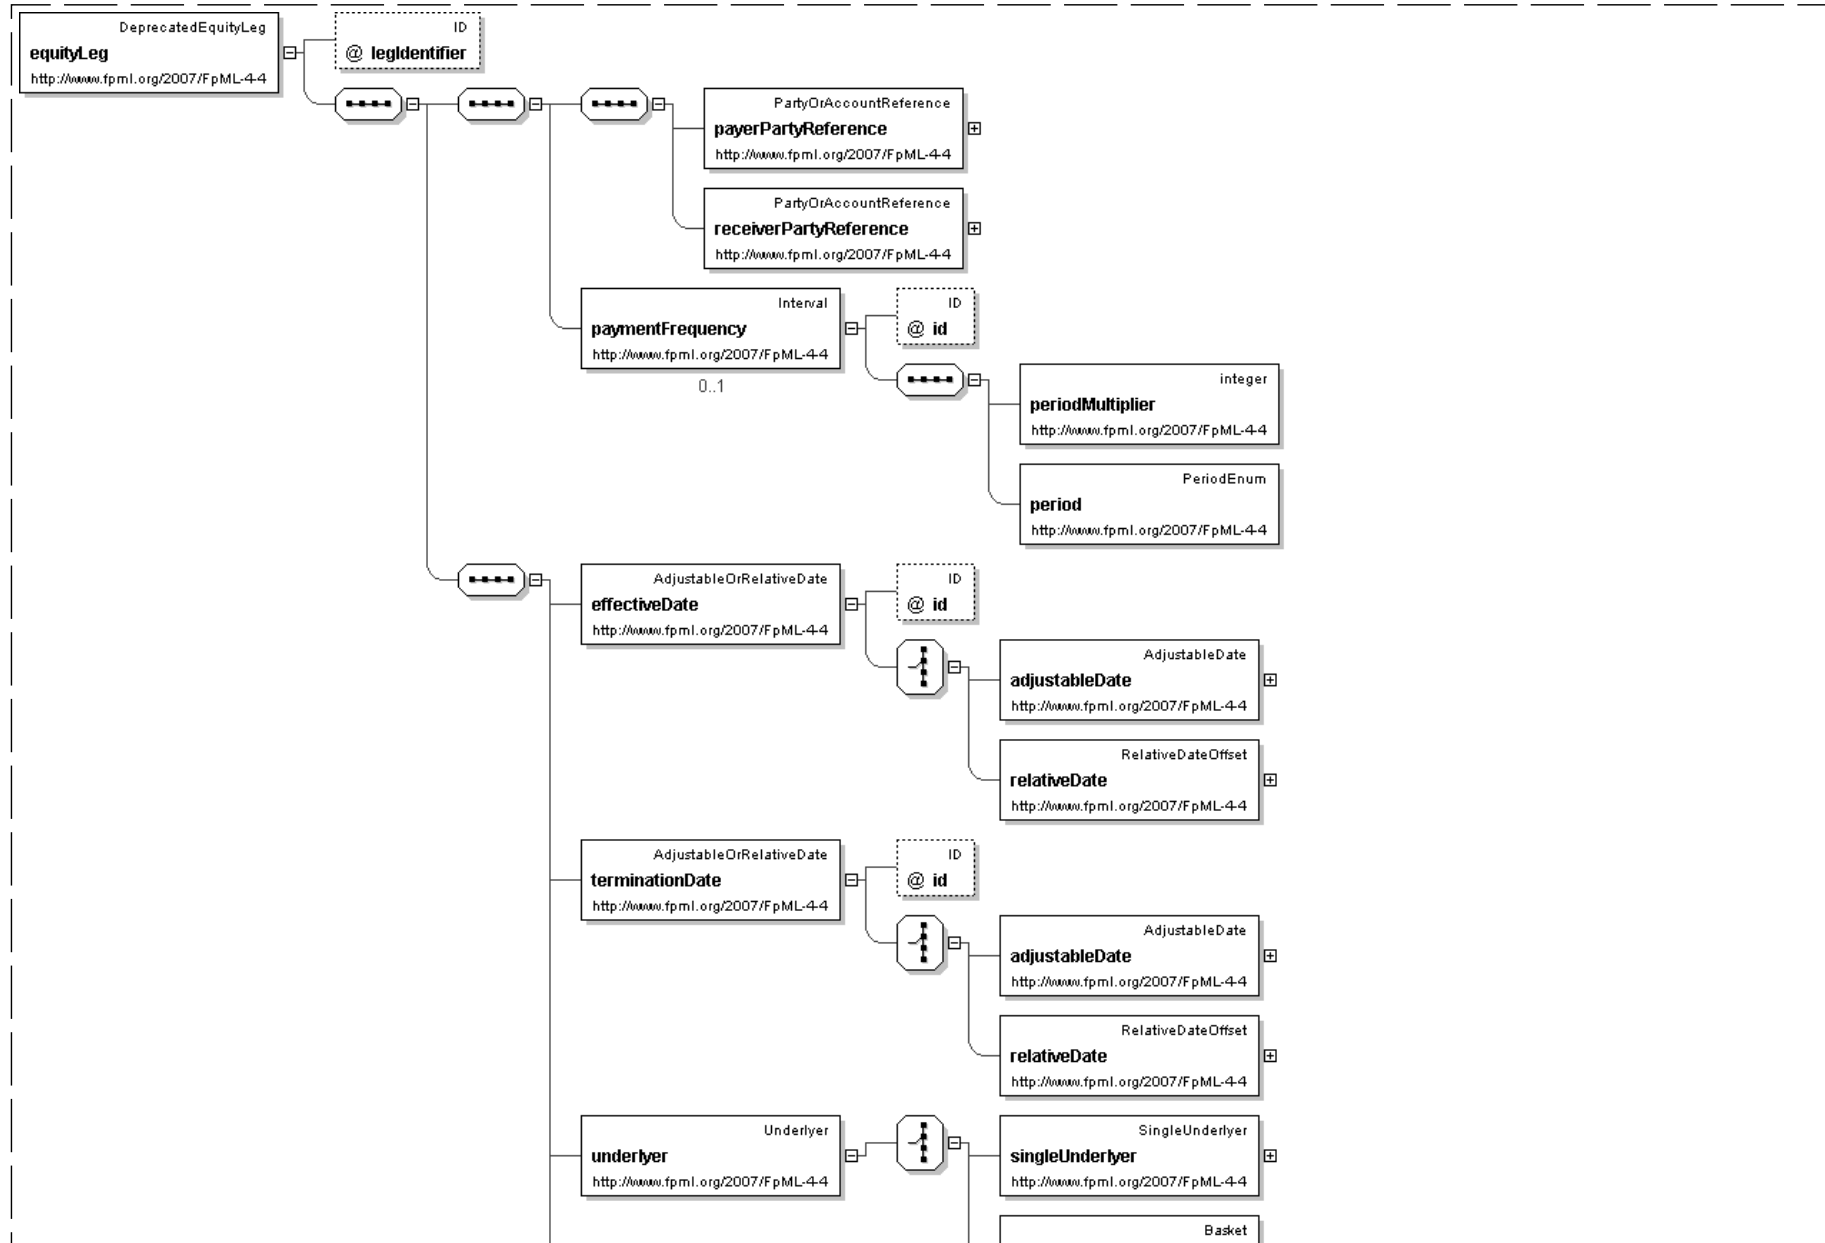 DeprecatedEquityLeg
equityLeg
http://www.fpml.org/2007/FpML-4-4
ID
@ legIdentifier
PartyOrAccountReference
payerPartyReference
http://www.fpml.org/2007/FpML-4-4
PartyOrAccountReference
receiverPartyReference
http://www.fpml.org/2007/FpML-4-4
Interval
paymentFrequency
http://www.fpml.org/2007/FpML-4-4
0..1
ID
@ id
integer
periodMultiplier
http://www.fpml.org/2007/FpML-4-4
PeriodEnum
period
http://www.fpml.org/2007/FpML-4-4
AdjustableOrRelativeDate
effectiveDate
http://www.fpml.org/2007/FpML-4-4
ID
@ id
AdjustableDate
adjustableDate
http://www.fpml.org/2007/FpML-4-4
RelativeDateOffset
relativeDate
http://www.fpml.org/2007/FpML-4-4
AdjustableOrRelativeDate
terminationDate
http://www.fpml.org/2007/FpML-4-4
ID
@ id
AdjustableDate
adjustableDate
http://www.fpml.org/2007/FpML-4-4
RelativeDateOffset
relativeDate
http://www.fpml.org/2007/FpML-4-4
Underlyer
underlyer
http://www.fpml.org/2007/FpML-4-4
SingleUnderlyer
singleUnderlyer
http://www.fpml.org/2007/FpML-4-4
Basket